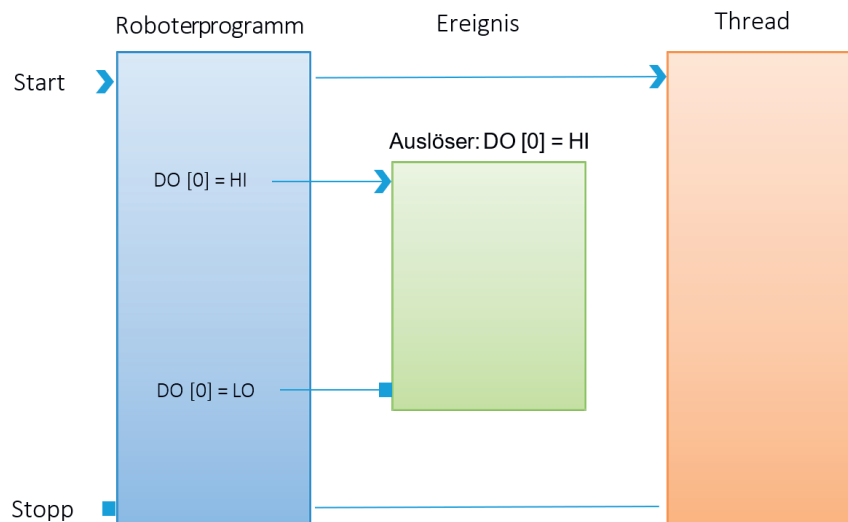 Roboterprogramm
Ereignis
Thread
Start
Auslöser: DO [0] = HI
DO [0] = HI
DO [0] = LO
Stopp